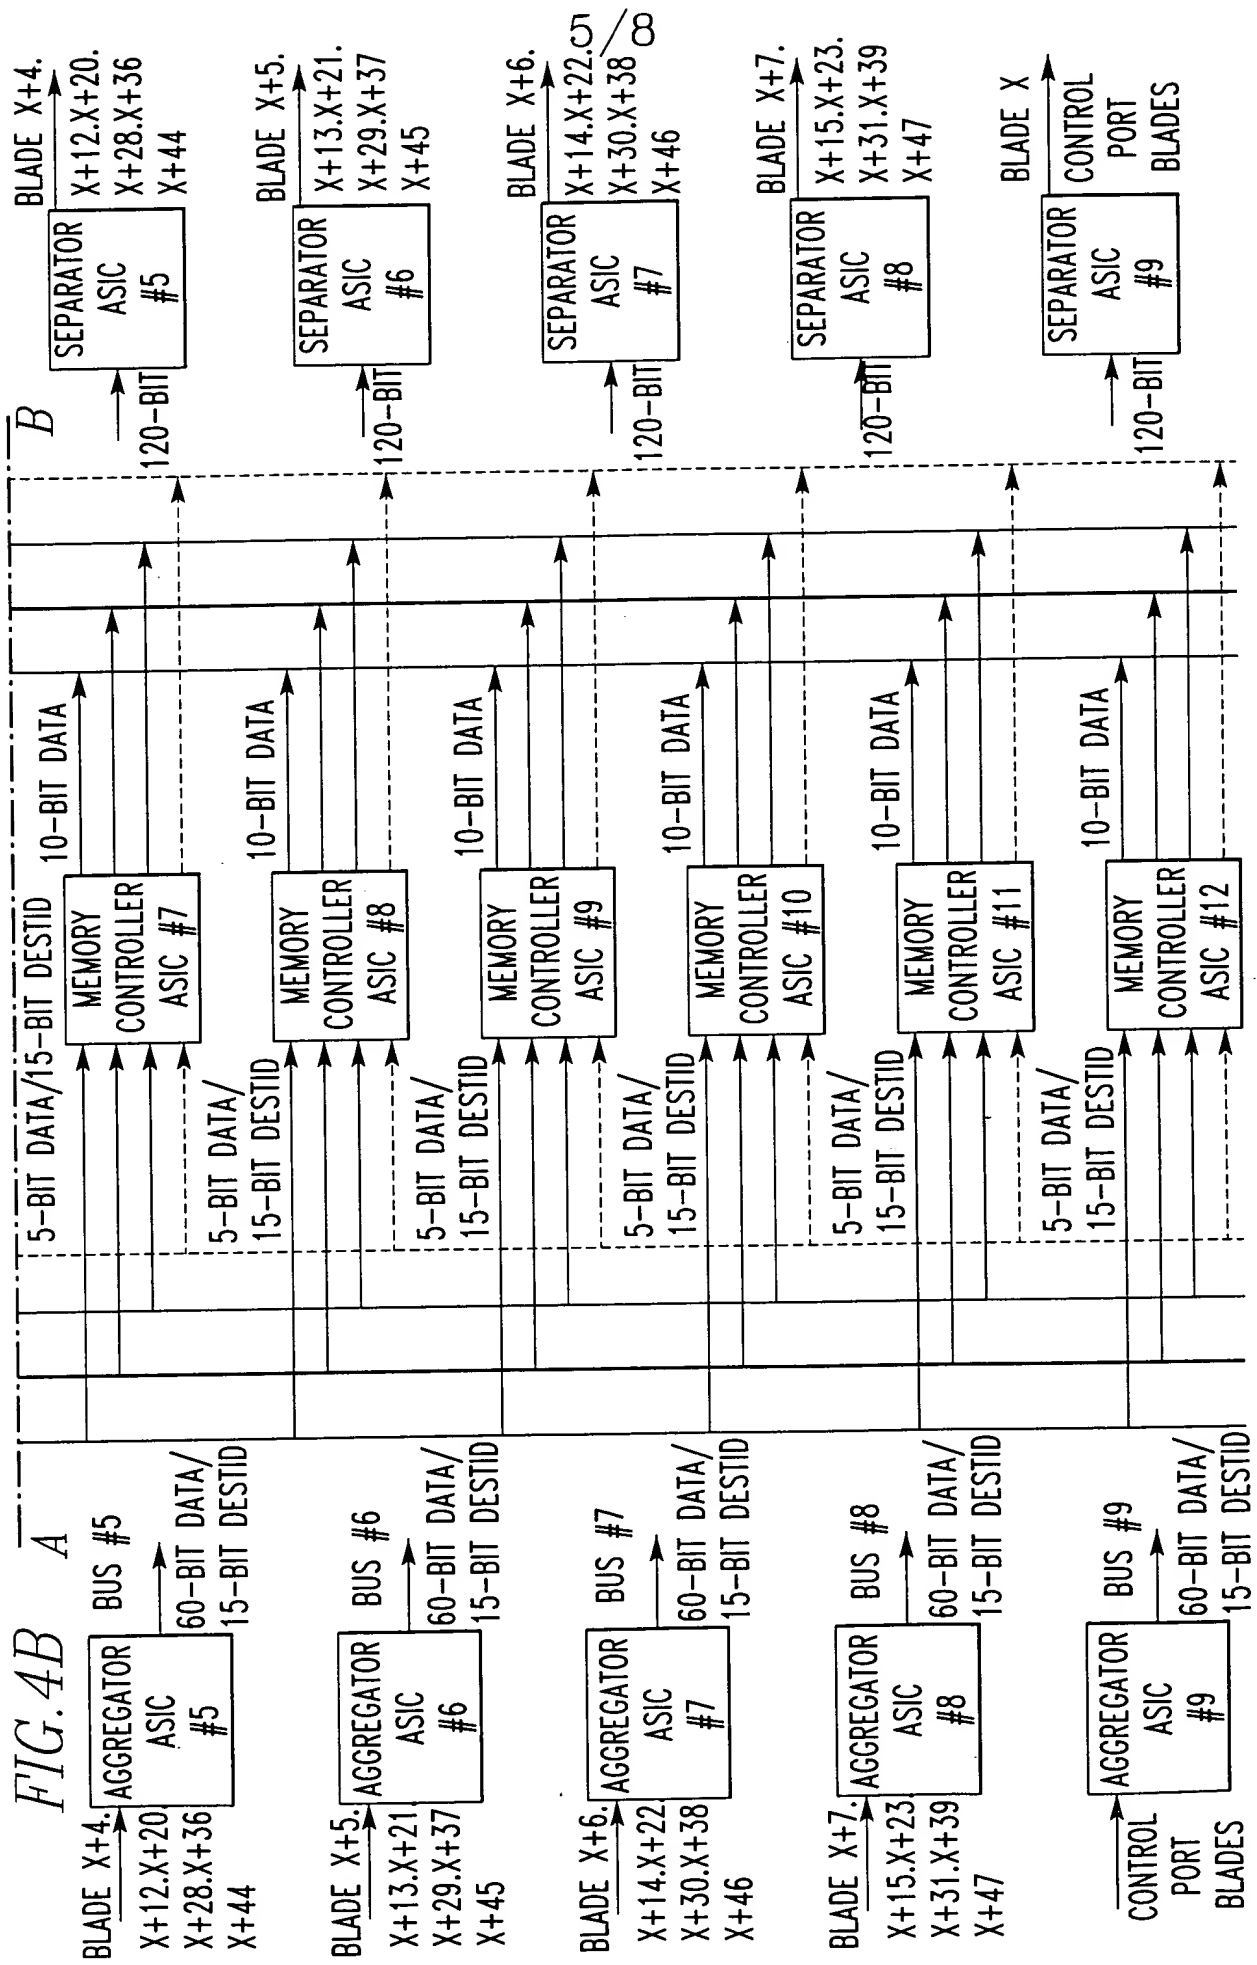 5/8
FIG.4B
A
B
BLADE X+4.
X+12.X+20.
X+28.X+36
X+44
AGGREGATOR
ASIC
#5
BUS #5
60-BIT DATA/
15-BIT DESTID
BLADE X+5.
X+13.X+21.
X+29.X+37
X+45
AGGREGATOR
ASIC
#6
BUS #6
60-BIT DATA/
15-BIT DESTID
BLADE X+6.
X+14.X+22.
X+30.X+38
X+46
AGGREGATOR
ASIC
#7
BUS #7
60-BIT DATA/
15-BIT DESTID
BLADE X+7.
X+15.X+23.
X+31.X+39
X+47
AGGREGATOR
ASIC
#8
BUS #8
60-BIT DATA/
15-BIT DESTID
CONTROL
PORT
BLADES
AGGREGATOR
ASIC
#9
BUS #9
60-BIT DATA/
15-BIT DESTID
5-BIT DATA/15-BIT DESTID
MEMORY
CONTROLLER
ASIC #7
10-BIT DATA
5-BIT DATA/
15-BIT DESTID
MEMORY
CONTROLLER
ASIC #8
10-BIT DATA
5-BIT DATA/
15-BIT DESTID
MEMORY
CONTROLLER
ASIC #9
10-BIT DATA
5-BIT DATA/
15-BIT DESTID
MEMORY
CONTROLLER
ASIC #10
10-BIT DATA
5-BIT DATA/
15-BIT DESTID
MEMORY
CONTROLLER
ASIC #11
10-BIT DATA
5-BIT DATA/
15-BIT DESTID
MEMORY
CONTROLLER
ASIC #12
10-BIT DATA
120-BIT
SEPARATOR
ASIC
#5
BLADE X+4.
X+12.X+20.
X+28.X+36
X+44
120-BIT
SEPARATOR
ASIC
#6
BLADE X+5.
X+13.X+21.
X+29.X+37
X+45
120-BIT
SEPARATOR
ASIC
#7
BLADE X+6.
X+14.X+22.
X+30.X+38
X+46
120-BIT
SEPARATOR
ASIC
#8
BLADE X+7.
X+15.X+23.
X+31.X+39
X+47
120-BIT
SEPARATOR
ASIC
#9
BLADE X
CONTROL
PORT
BLADES